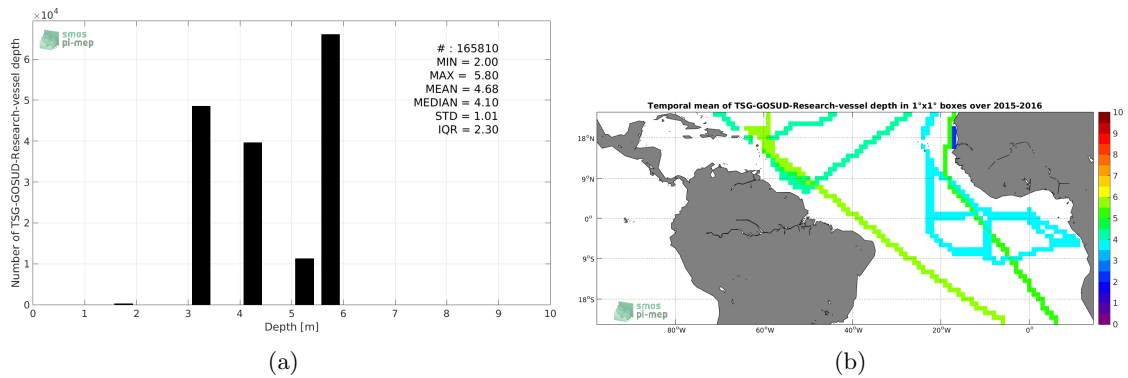 ×10⁴
smos
pi-mep
# : 165810
MIN = 2.00
MAX = 5.80
MEAN = 4.68
MEDIAN = 4.10
STD = 1.01
IQR = 2.30
Number of TSG-GOSUD-Research-vessel depth
6
5
4
3
2
1
0
0 1 2 3 4 5 6 7 8 9 10
Depth [m]
(a)
Temporal mean of TSG-GOSUD-Research-vessel depth in 1°x1° boxes over 2015-2016
18°N
9°N
0°
9°S
18°S
80°W 60°W 40°W 20°W 0°
smos
pi-mep
10
9
8
7
6
5
4
3
2
1
0
(b)